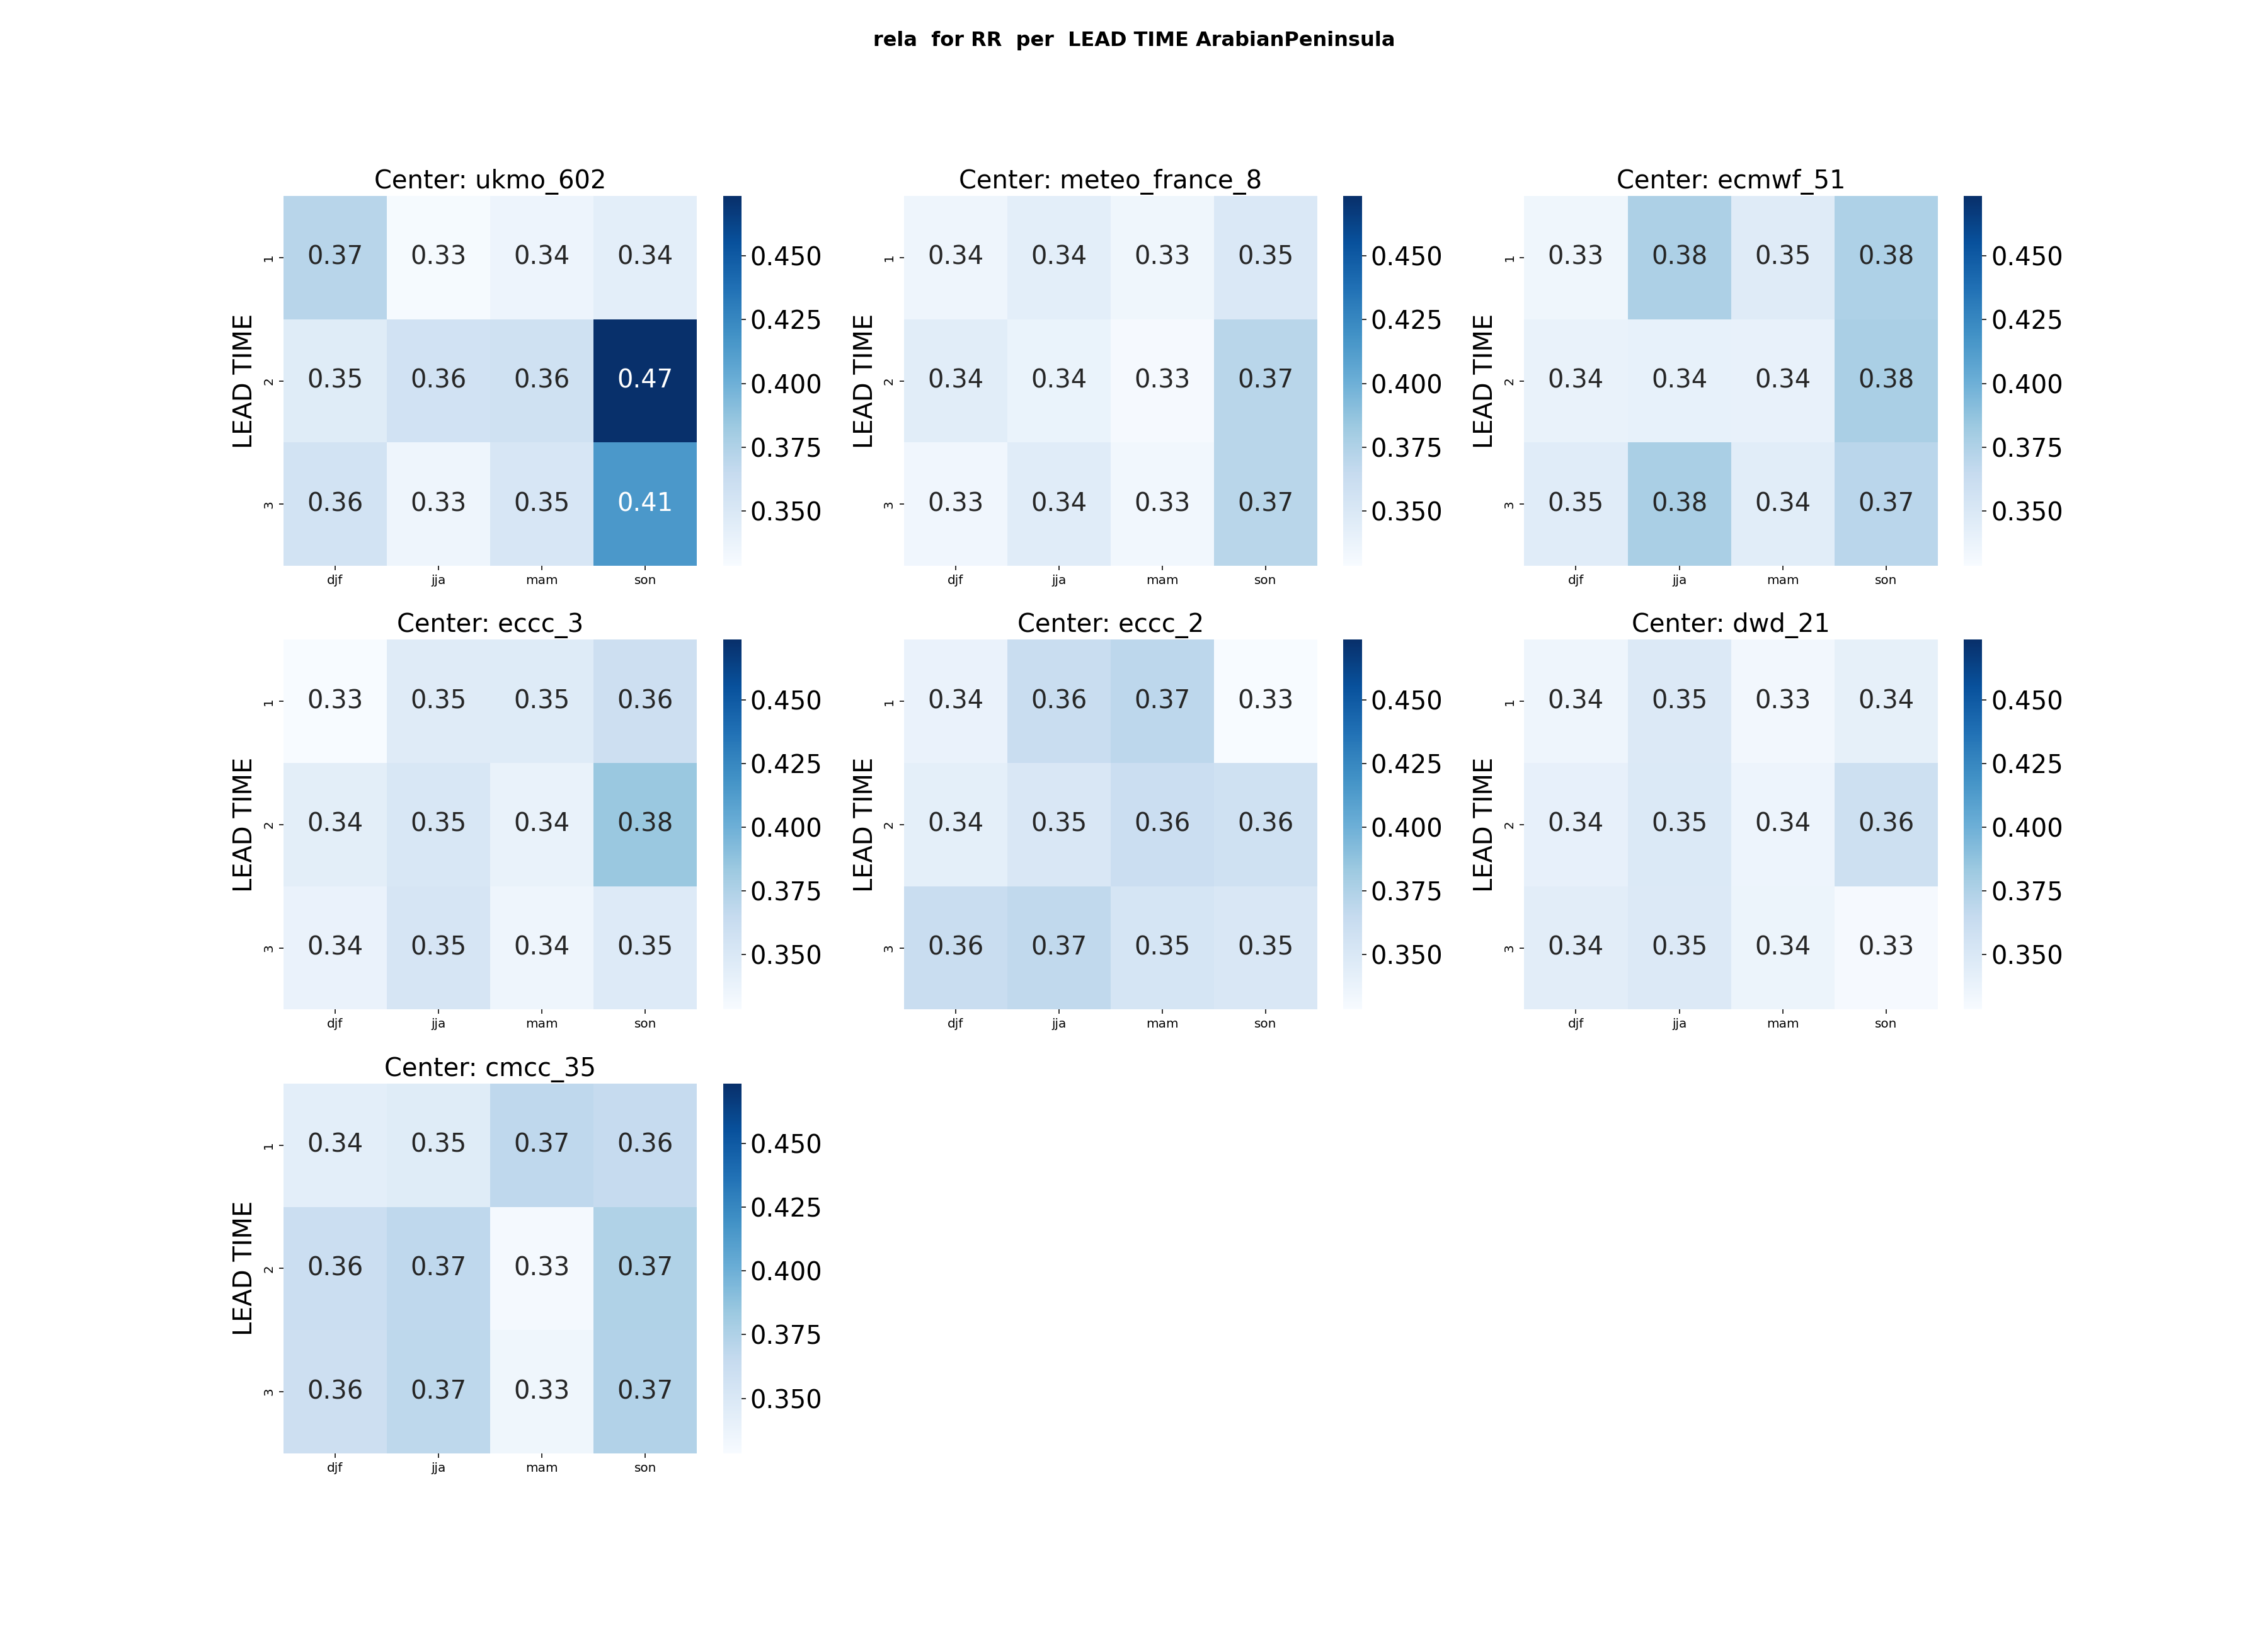 rela  for RR  per  LEAD TIME ArabianPeninsula
Center: ukmo_602
LEAD TIME
1 0.37 0.33 0.34 0.34
2 0.35 0.36 0.36 0.47
3 0.36 0.33 0.35 0.41
djf jja mam son
0.450
0.425
0.400
0.375
0.350
Center: meteo_france_8
LEAD TIME
1 0.34 0.34 0.33 0.35
2 0.34 0.34 0.33 0.37
3 0.33 0.34 0.33 0.37
djf jja mam son
0.450
0.425
0.400
0.375
0.350
Center: ecmwf_51
LEAD TIME
1 0.33 0.38 0.35 0.38
2 0.34 0.34 0.34 0.38
3 0.35 0.38 0.34 0.37
djf jja mam son
0.450
0.425
0.400
0.375
0.350
Center: eccc_3
LEAD TIME
1 0.33 0.35 0.35 0.36
2 0.34 0.35 0.34 0.38
3 0.34 0.35 0.34 0.35
djf jja mam son
0.450
0.425
0.400
0.375
0.350
Center: eccc_2
LEAD TIME
1 0.34 0.36 0.37 0.33
2 0.34 0.35 0.36 0.36
3 0.36 0.37 0.35 0.35
djf jja mam son
0.450
0.425
0.400
0.375
0.350
Center: dwd_21
LEAD TIME
1 0.34 0.35 0.33 0.34
2 0.34 0.35 0.34 0.36
3 0.34 0.35 0.34 0.33
djf jja mam son
0.450
0.425
0.400
0.375
0.350
Center: cmcc_35
LEAD TIME
1 0.34 0.35 0.37 0.36
2 0.36 0.37 0.33 0.37
3 0.36 0.37 0.33 0.37
djf jja mam son
0.450
0.425
0.400
0.375
0.350